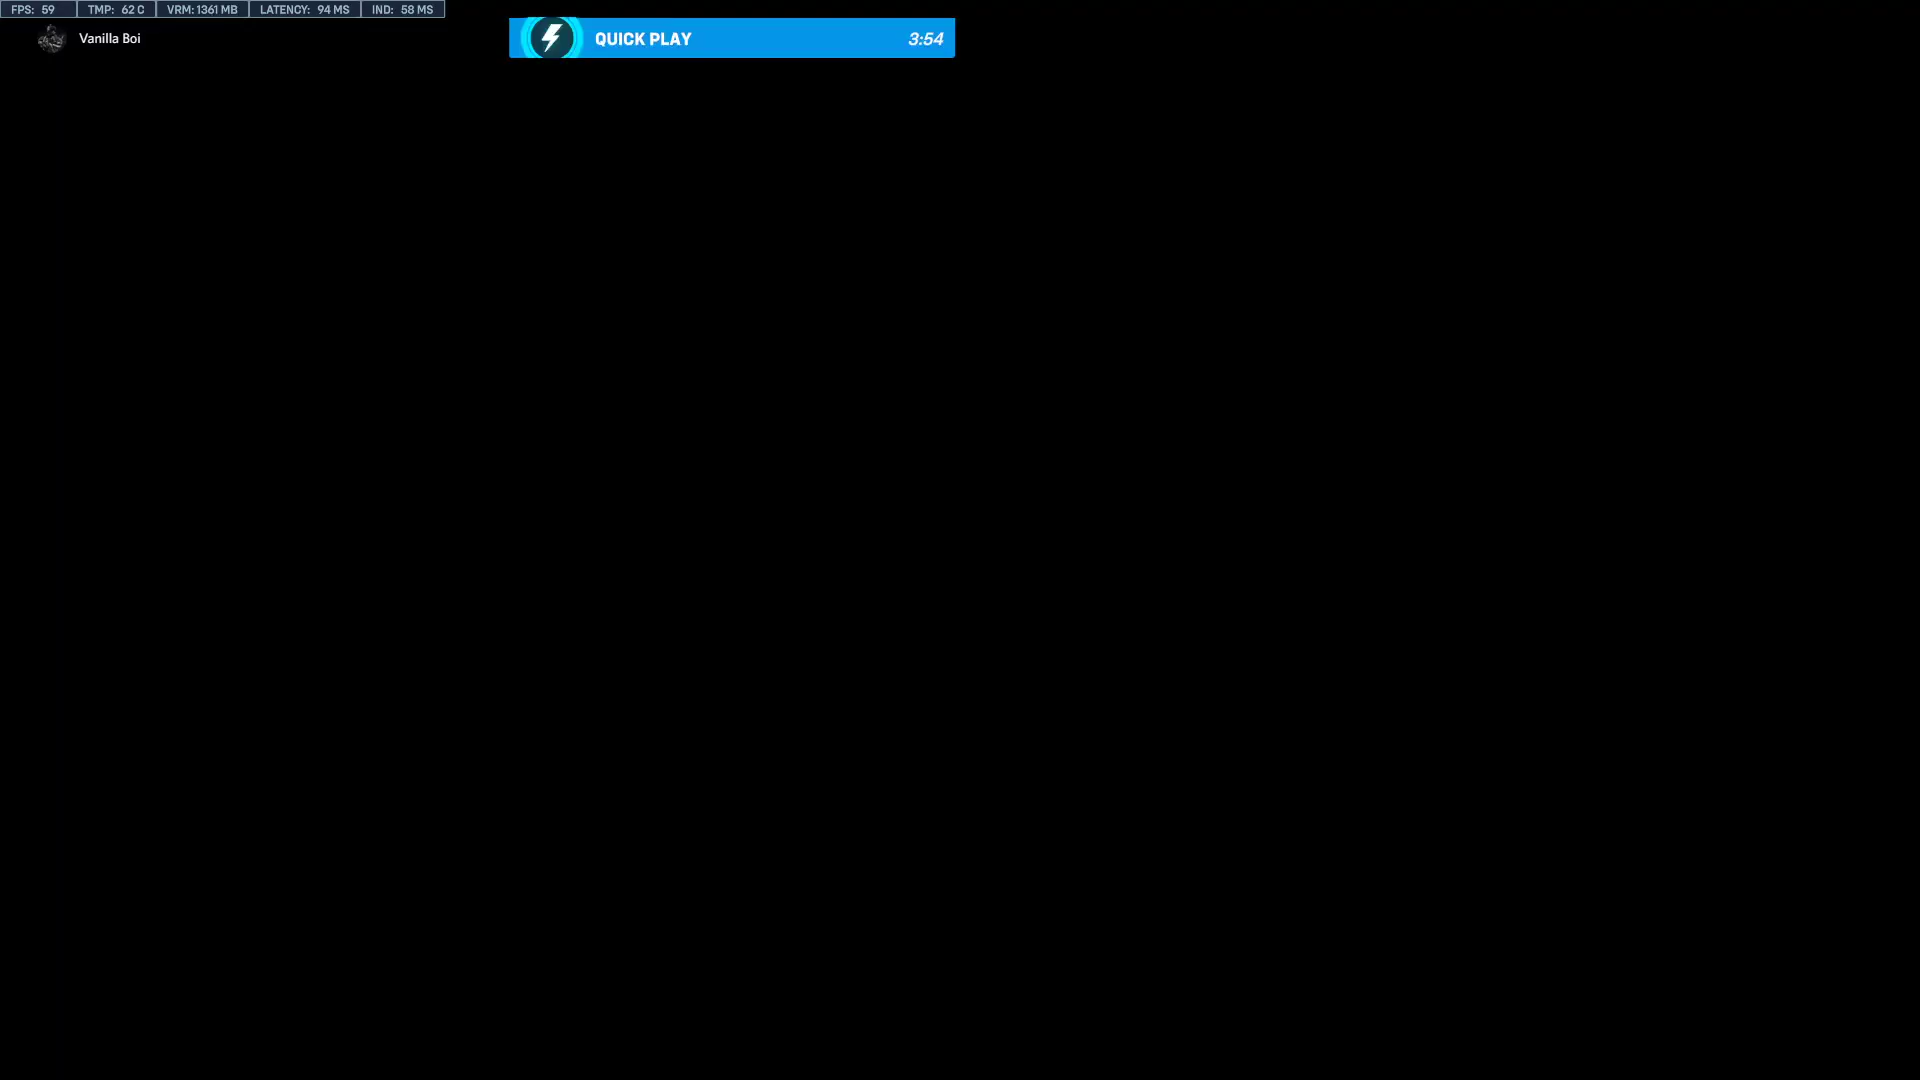 FPS: 59 TMP: 62 C VRM: 1361 MB LATENCY: 94 MS IND: 58 MS
Vanilla Boi
QUICK PLAY 3:54